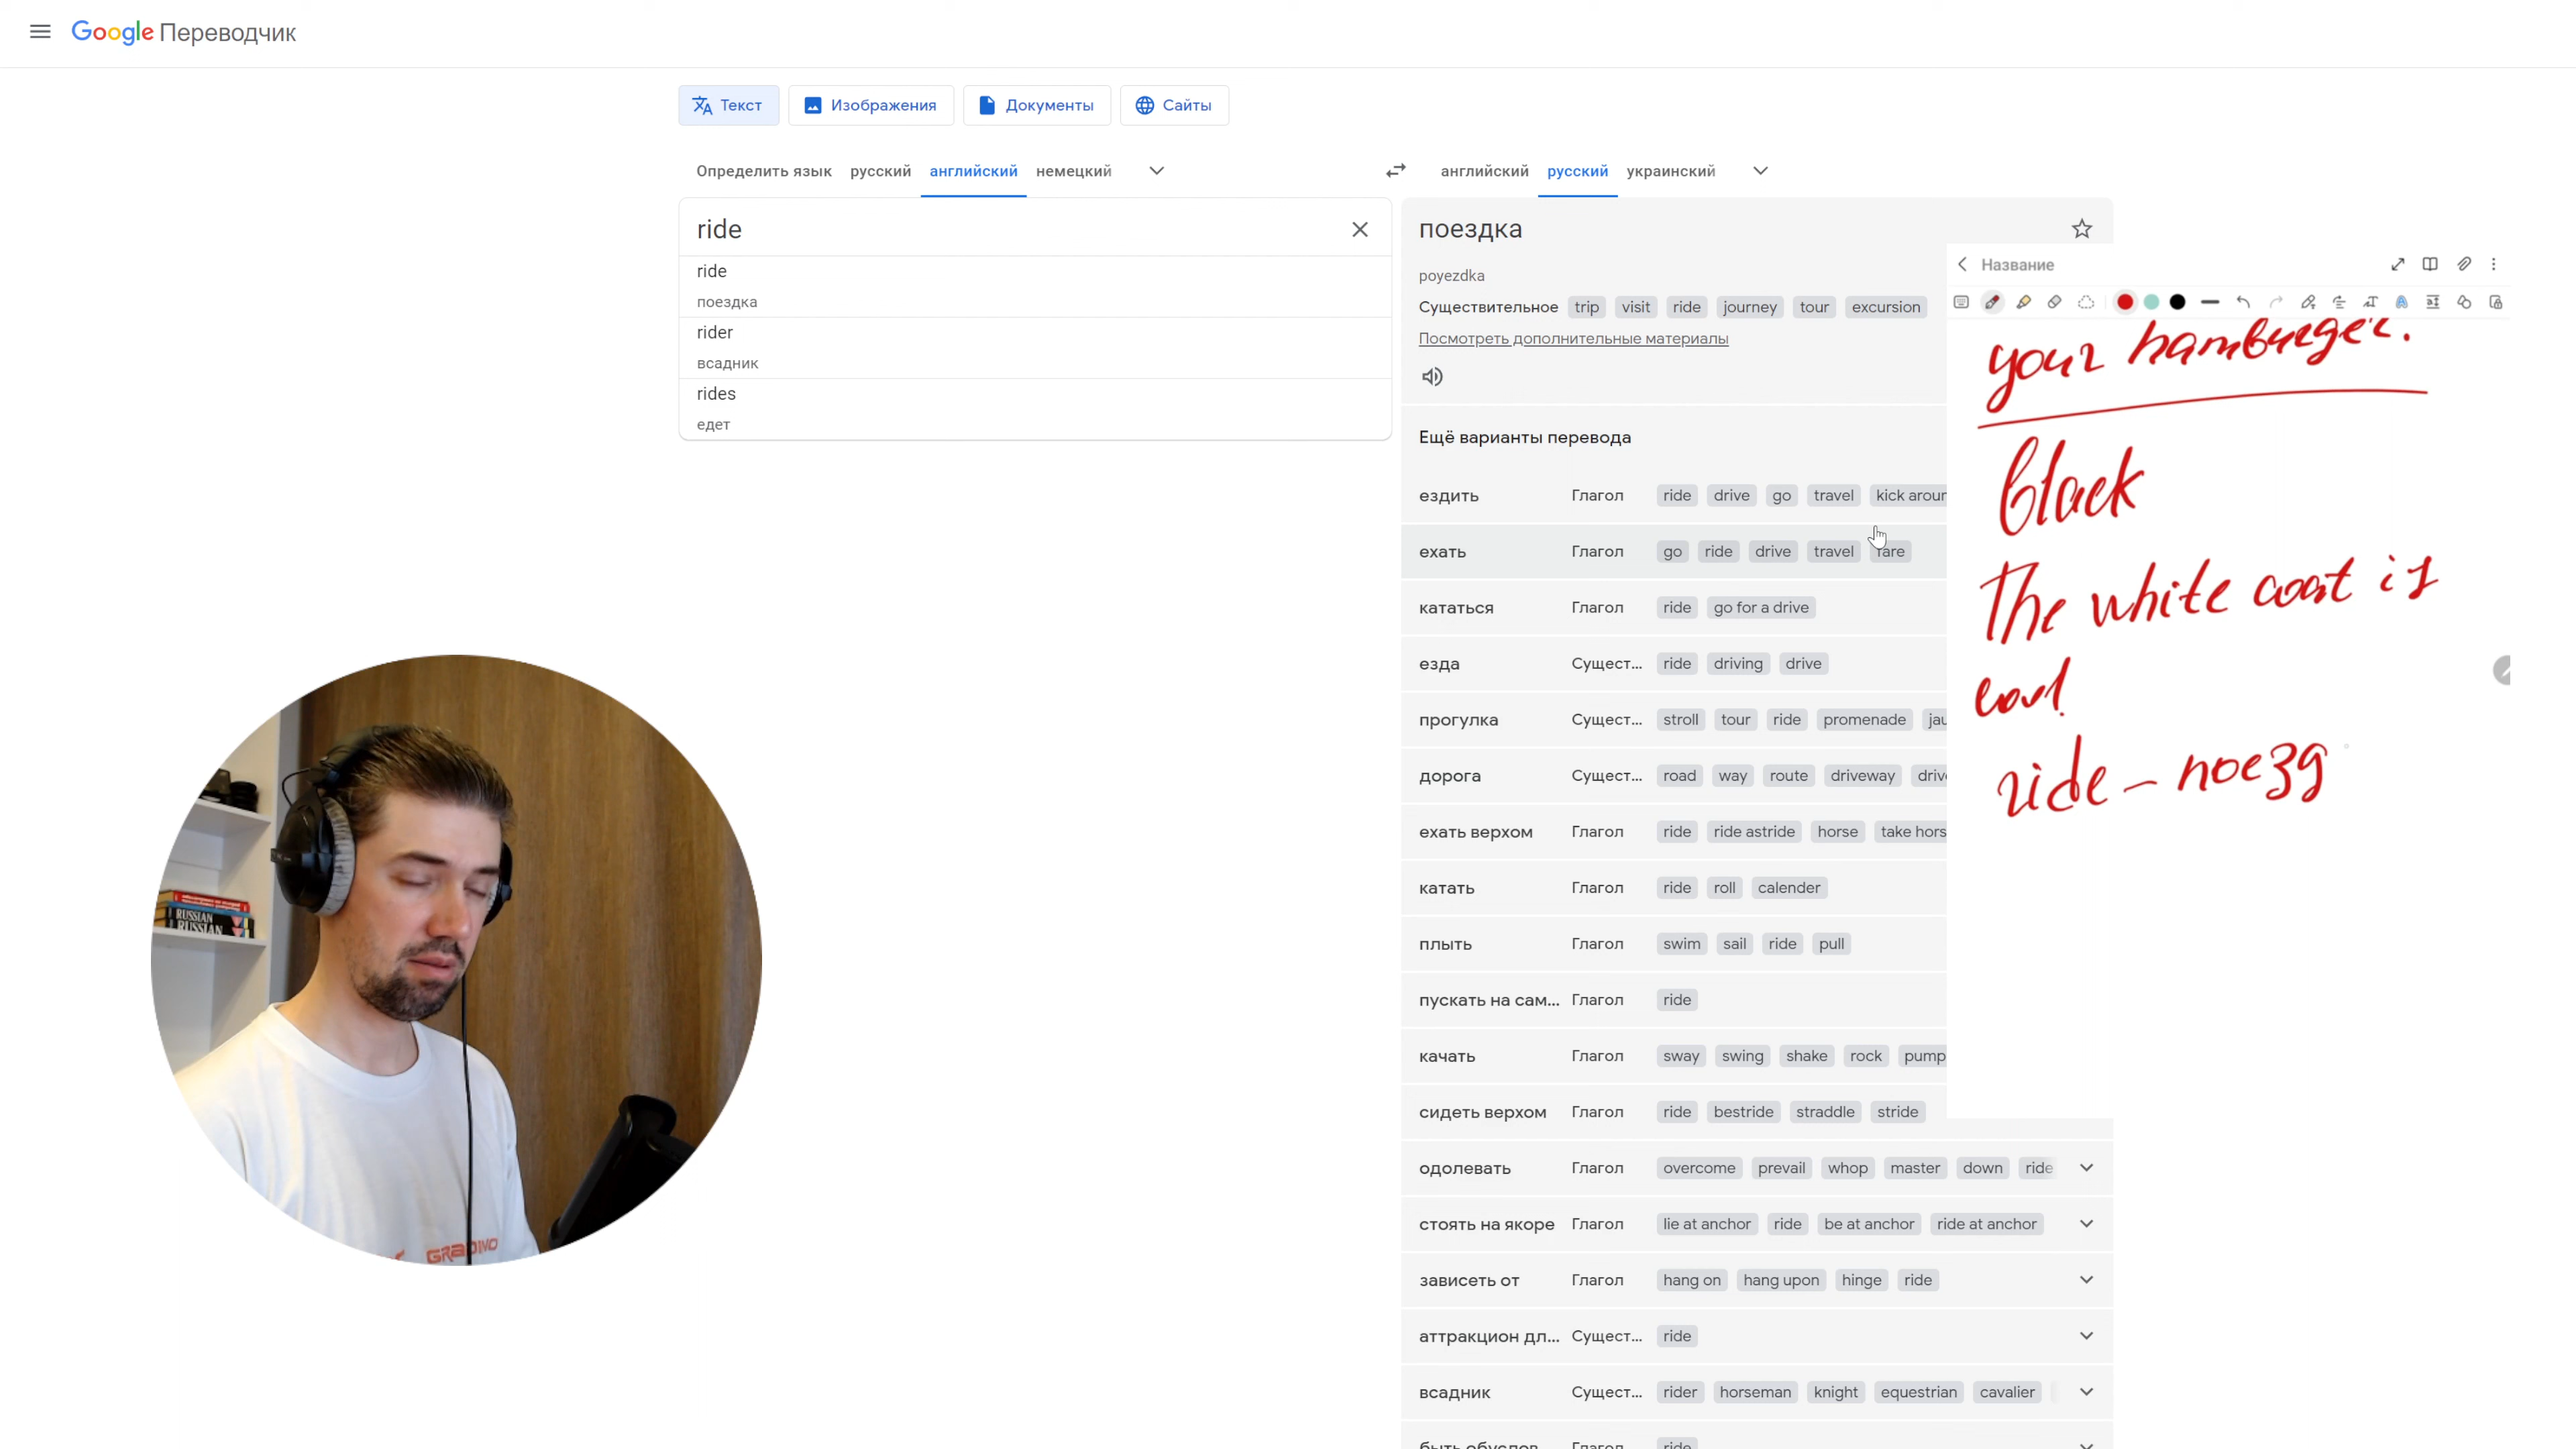 Google Переводчик
Текст
Изображения
Документы
Сайты
Определить язык
русский
английский
немецкий
английский
русский
украинский
ride
ride
поездка
rider
всадник
rides
едет
поездка
poyezdka
Существительное trip visit ride journey tour excursion
Посмотреть дополнительные материалы
Ещё варианты перевода
ездить Глагол ride drive go travel kick aroun
ехать Глагол go ride drive travel fare
кататься Глагол ride go for a drive
езда Сущест... ride driving drive
прогулка Сущест... stroll tour ride promenade jau
дорога Сущест... road way route driveway driv
ехать верхом Глагол ride ride astride horse take hors
катать Глагол ride roll calender
плыть Глагол swim sail ride pull
пускать на сам... Глагол ride
качать Глагол sway swing shake rock pump
сидеть верхом Глагол ride bestride straddle stride
одолевать Глагол overcome prevail whop master down ride
стоять на якоре Глагол lie at anchor ride be at anchor ride at anchor
зависеть от Глагол hang on hang upon hinge ride
аттракцион дл... Сущест... ride
всадник Сущест... rider horseman knight equestrian cavalier
Название
your hamburger.
black
The white coat is
ride – поезд
RUSSIAN
RUSSIAN